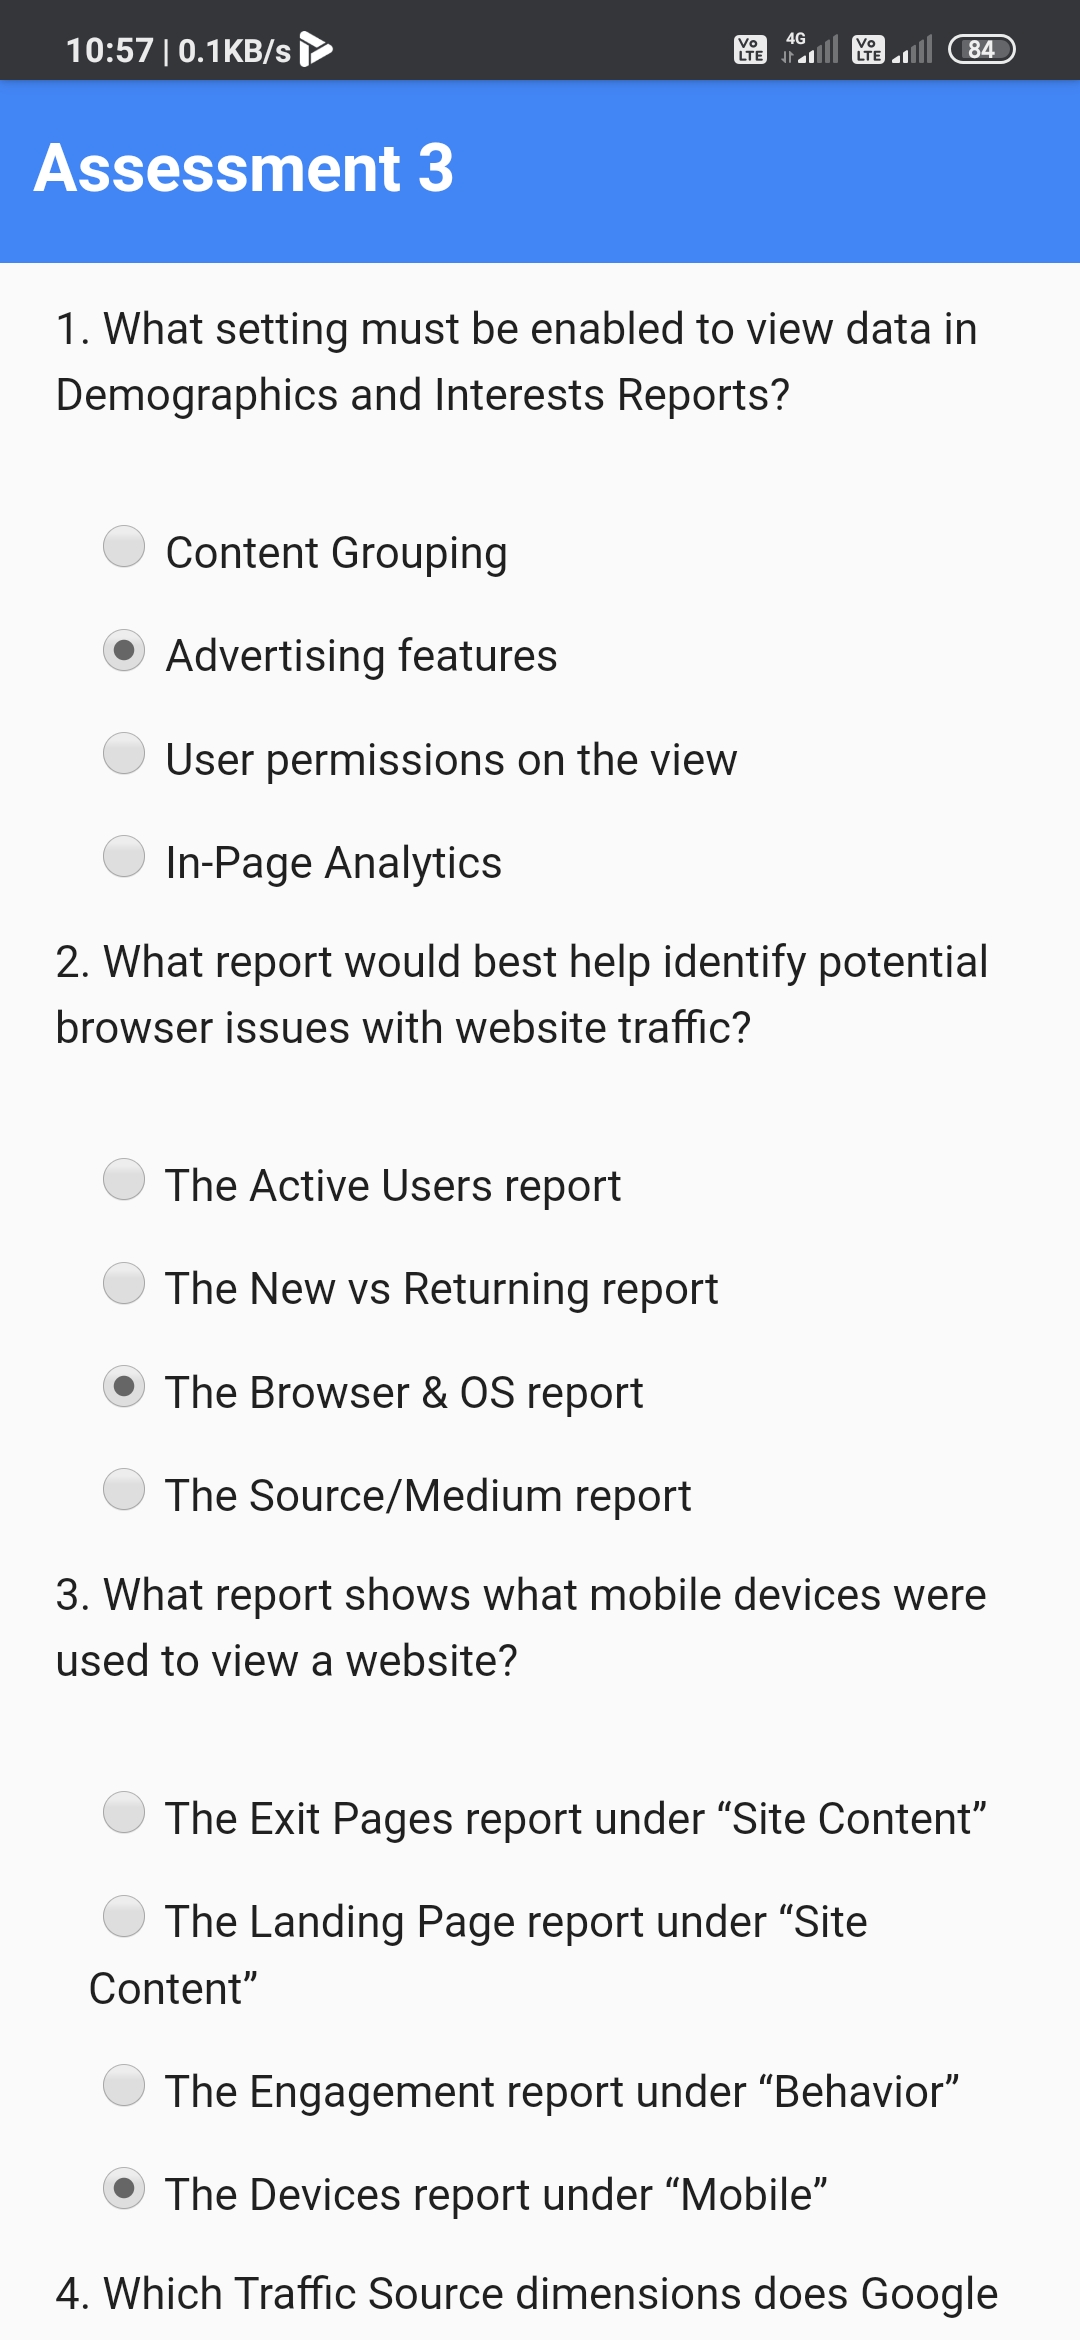 10:57 | 0.1KB/s
Vo LTE 4G Vo LTE 84
Assessment 3
1. What setting must be enabled to view data in
Demographics and Interests Reports?
Content Grouping
Advertising features
User permissions on the view
In-Page Analytics
2. What report would best help identify potential
browser issues with website traffic?
The Active Users report
The New vs Returning report
The Browser & OS report
The Source/Medium report
3. What report shows what mobile devices were
used to view a website?
The Exit Pages report under “Site Content”
The Landing Page report under “Site
Content”
The Engagement report under “Behavior”
The Devices report under “Mobile”
4. Which Traffic Source dimensions does Google